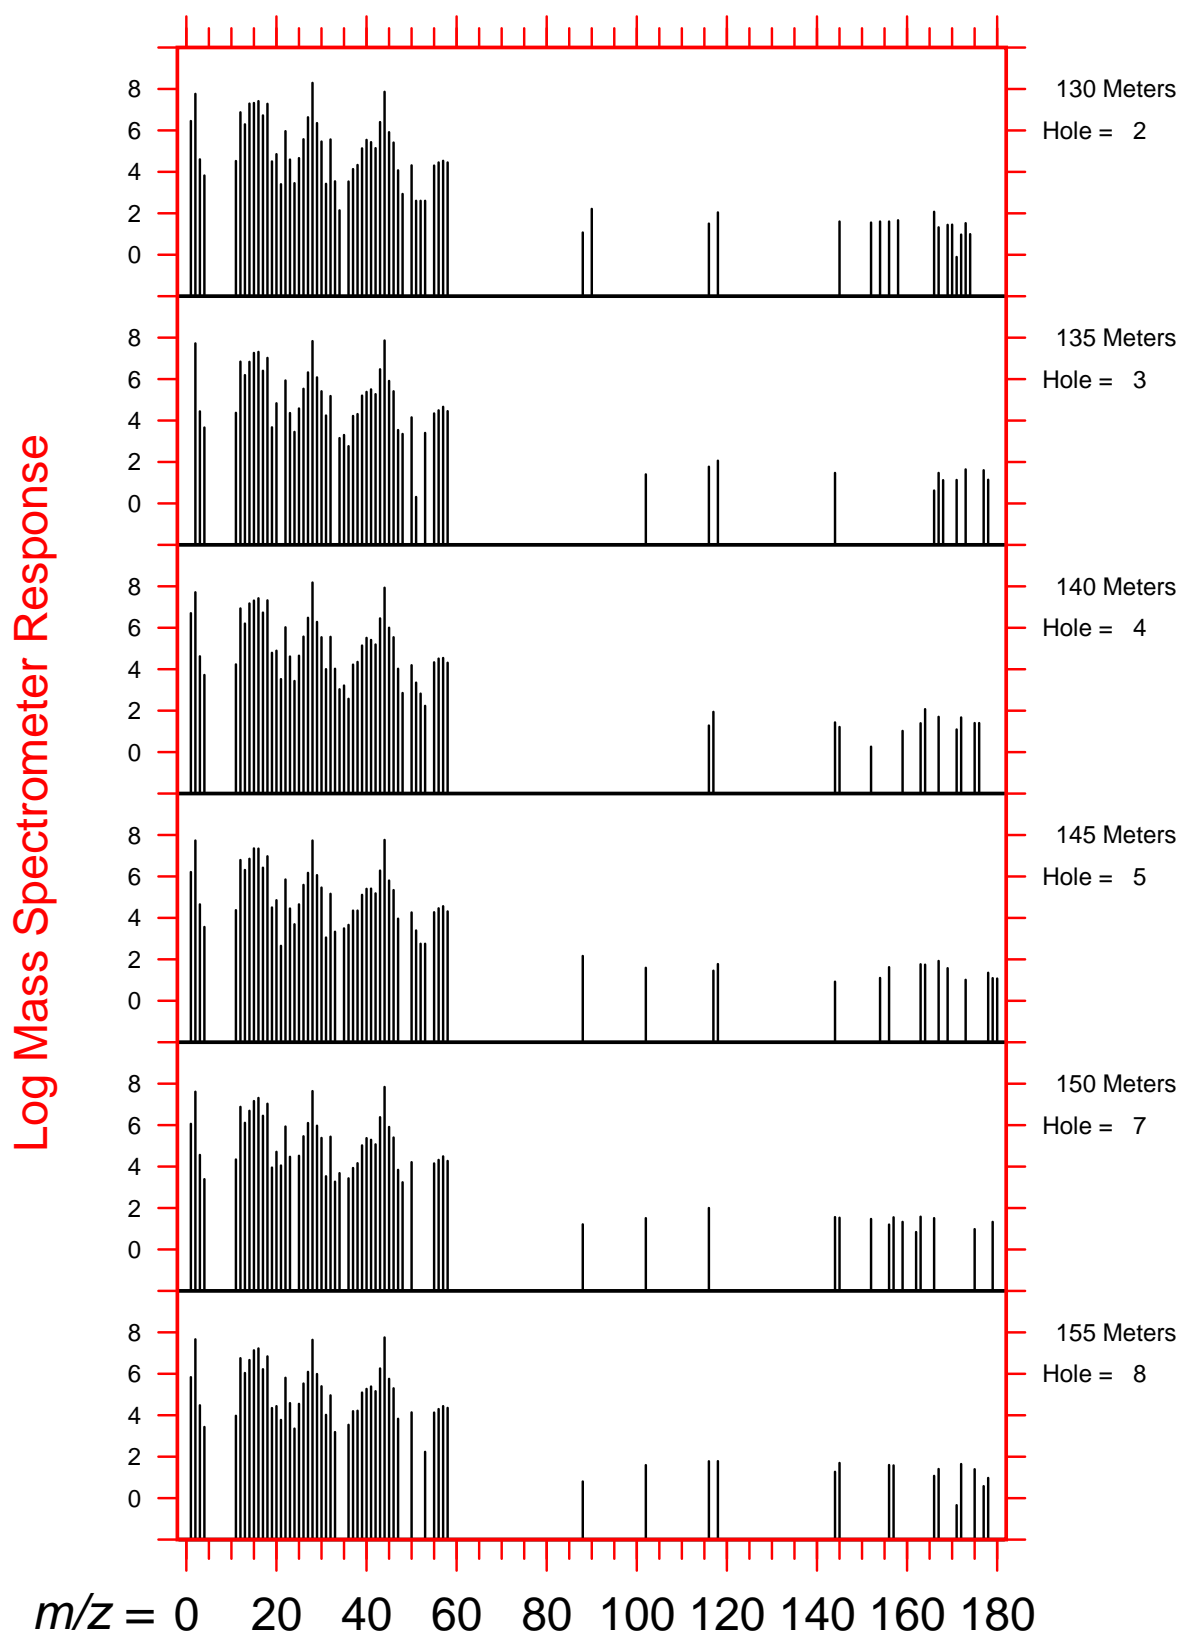 Log Mass Spectrometer Response
8
6
4
2
0
130 Meters
Hole = 2
8
6
4
2
0
135 Meters
Hole = 3
8
6
4
2
0
140 Meters
Hole = 4
8
6
4
2
0
145 Meters
Hole = 5
8
6
4
2
0
150 Meters
Hole = 7
8
6
4
2
0
155 Meters
Hole = 8
m/z = 0 20 40 60 80 100 120 140 160 180